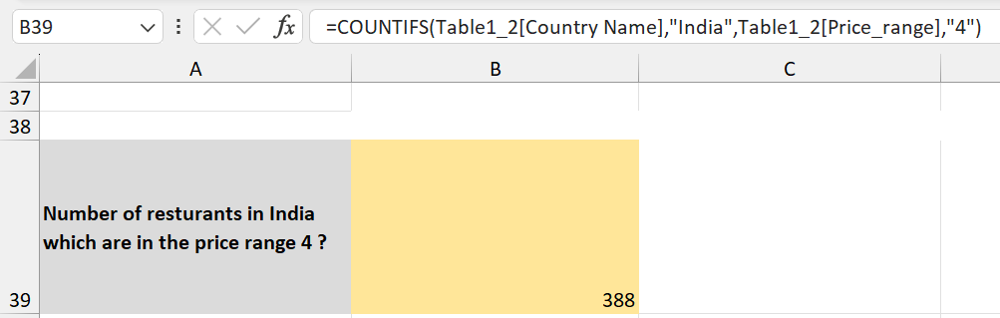 B39 fx =COUNTIFS(Table1_2[Country Name],"India",Table1_2[Price_range],"4")
A B C
37
38
Number of resturants in India
which are in the price range 4 ?
39 388